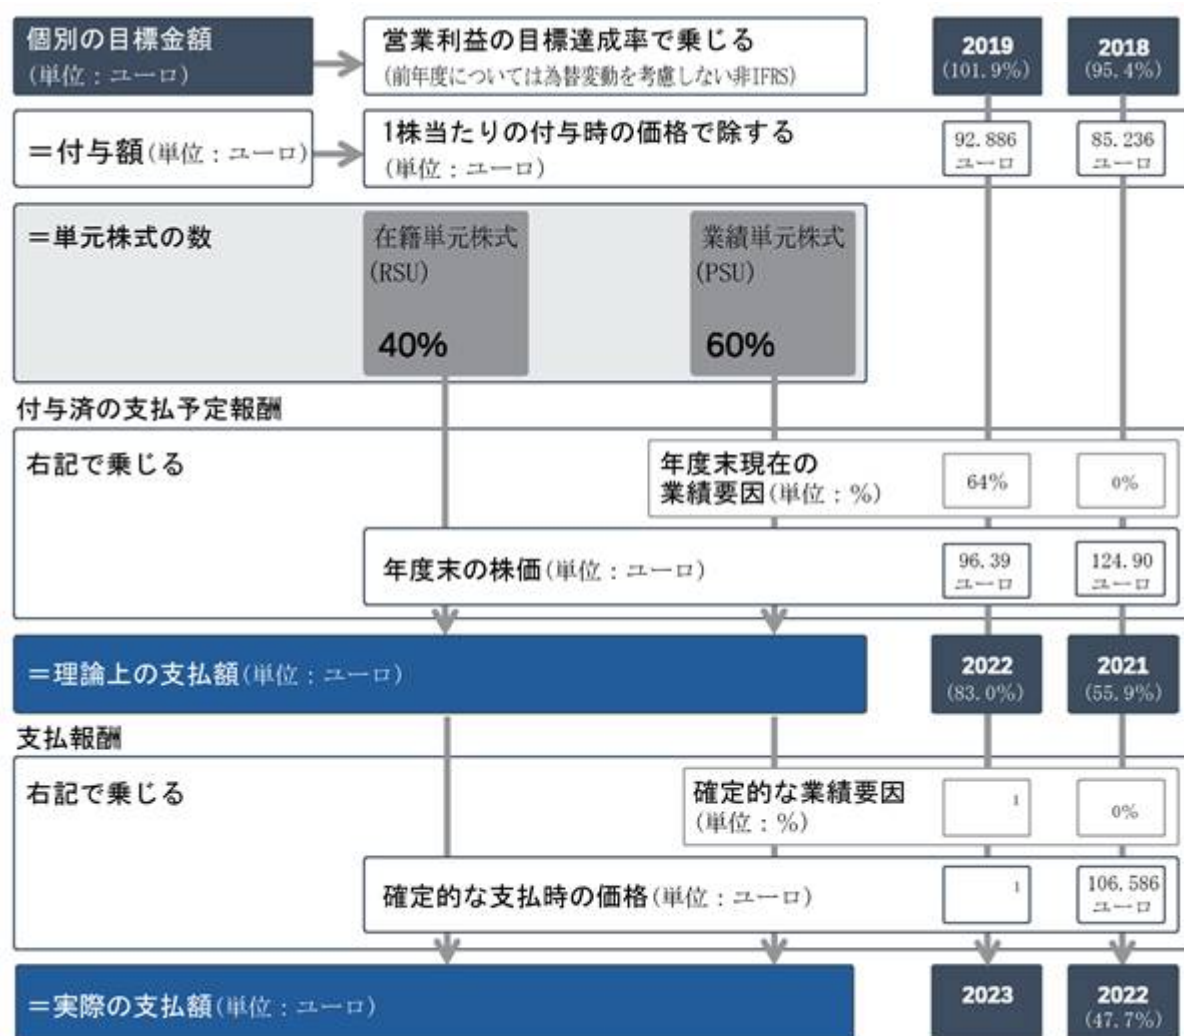 個別の目標金額
(単位：ユーロ)
営業利益の目標達成率で乗じる
(前年度については為替変動を考慮しない非IFRS)
2019
(101.9%)
2018
(95.4%)
＝付与額(単位：ユーロ)
1株当たりの付与時の価格で除する
(単位：ユーロ)
92.886
ユーロ
85.236
ユーロ
＝単元株式の数
在籍単元株式
(RSU)
40%
業績単元株式
(PSU)
60%
付与済の支払予定報酬
右記で乗じる
年度末現在の
業績要因(単位：%)
64%
0%
年度末の株価(単位：ユーロ)
96.39
ユーロ
124.90
ユーロ
＝理論上の支払額(単位：ユーロ)
2022
(83.0%)
2021
(55.9%)
支払報酬
右記で乗じる
確定的な業績要因
(単位：%)
1
0%
確定的な支払時の価格(単位：ユーロ)
1
106.586
ユーロ
＝実際の支払額(単位：ユーロ)
2023
2022
(47.7%)